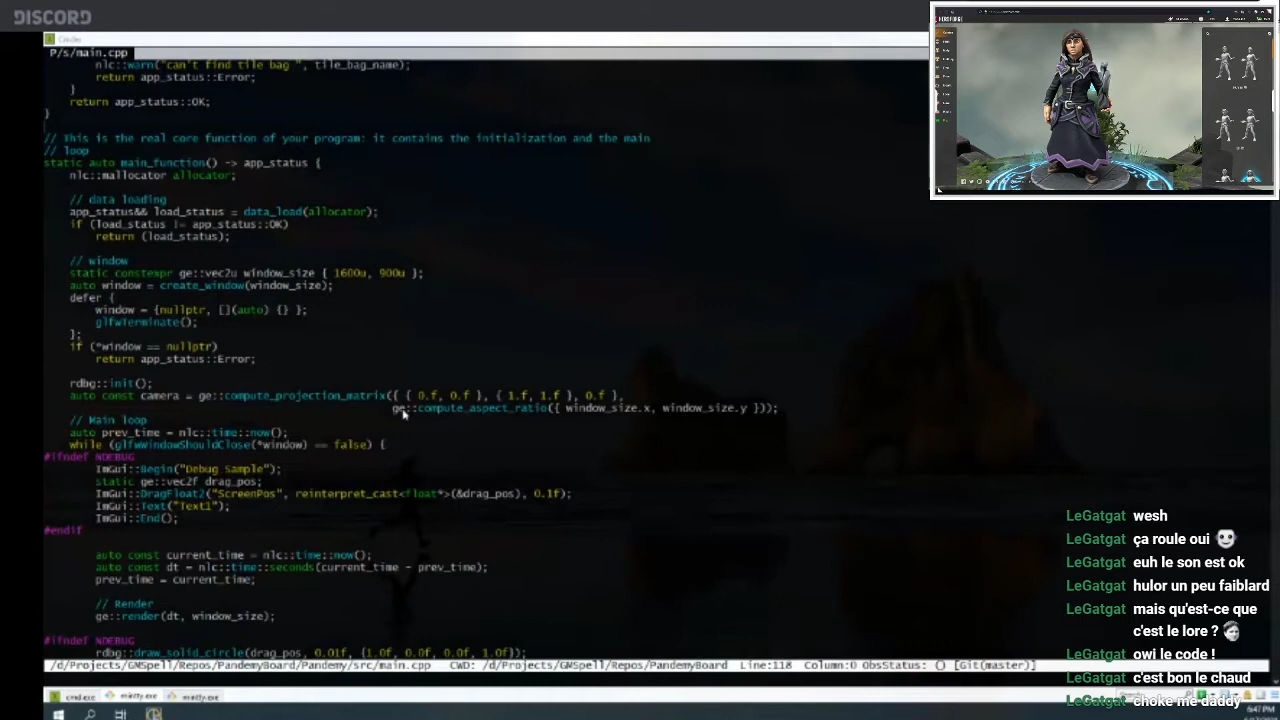 DISCORD
Cmder
P/s/main.cpp
nlc::warn("can't find tile bag ", tile_bag_name);
return app_status::Error;
}
return app_status::OK;
}
// This is the real core function of your program: it contains the initialization and the main
// loop
static auto main_function() -> app_status {
nlc::mallocator allocator;
// data loading
app_status&& load_status = data_load(allocator);
if (load_status != app_status::OK)
return (load_status);
// window
static constexpr ge::vec2u window_size { 1600u, 900u };
auto window = create_window(window_size);
defer {
window = {nullptr, [](auto) {} };
glfwTerminate();
};
if (*window == nullptr)
return app_status::Error;
rdbg::init();
auto const camera = ge::compute_projection_matrix({ { 0.f, 0.f }, { 1.f, 1.f }, 0.f },
ge::compute_aspect_ratio({ window_size.x, window_size.y }));
// Main loop
auto prev_time = nlc::time::now();
while (glfwWindowShouldClose(*window) == false) {
#ifndef NDEBUG
ImGui::Begin("Debug Sample");
static ge::vec2f drag_pos;
ImGui::DragFloat2("ScreenPos", reinterpret_cast<float*>(&drag_pos), 0.1f);
ImGui::Text("Text1");
ImGui::End();
#endif
auto const current_time = nlc::time::now();
auto const dt = nlc::time::seconds(current_time - prev_time);
prev_time = current_time;
// Render
ge::render(dt, window_size);
#ifndef NDEBUG
rdbg::draw_solid_circle(drag_pos, 0.01f, {1.0f, 0.0f, 0.0f, 1.0f);
/d/Projects/GMSpell/Repos/PandemyBoard/Pandemy/src/main.cpp CWD: /d/Projects/GMSpell/Repos/PandemyBoard Line:118 Column:0 ObsStatus: () [Git(master)]
cmd.exe mintty.exe mintty.exe
6:47 PM
HEROFORGE
LeGatgat wesh
LeGatgat ça roule oui
LeGatgat euh le son est ok
LeGatgat hulor un peu faiblard
LeGatgat mais qu'est-ce que
c'est le lore ?
LeGatgat owi le code !
LeGatgat c'est bon le chaud
LeGatgat choke me daddy